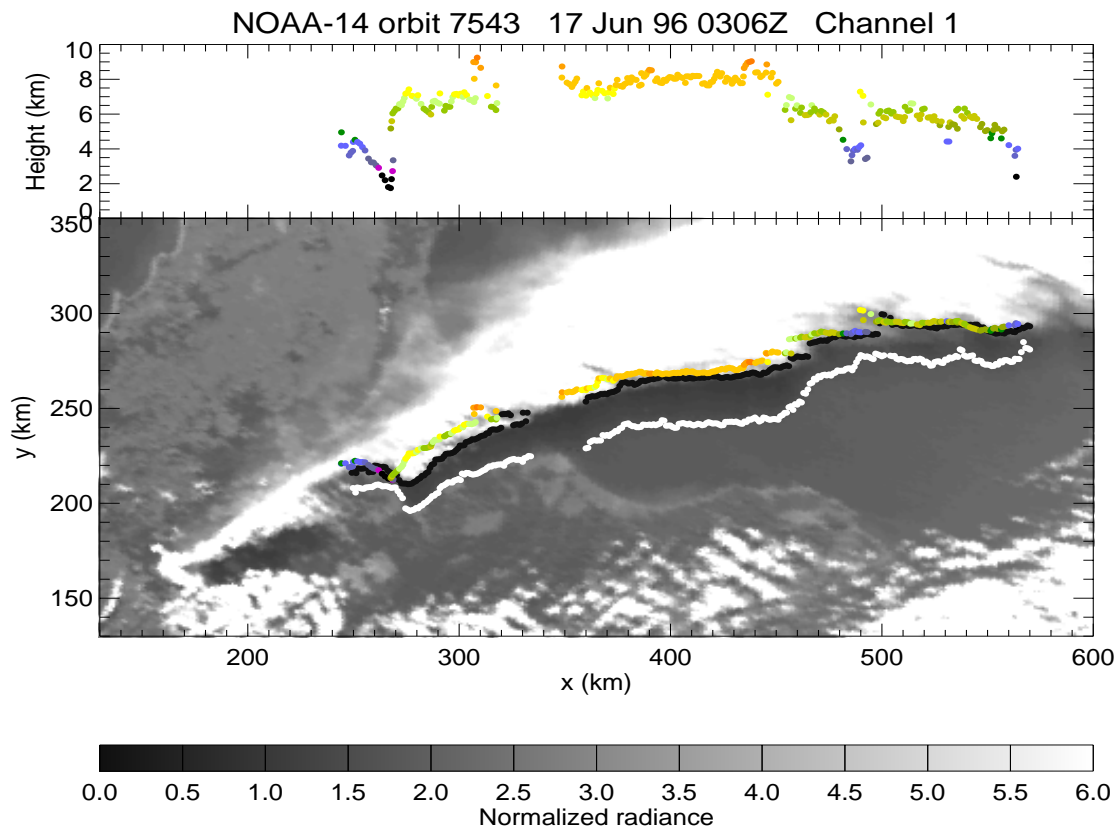 NOAA-14 orbit 7543 17 Jun 96 0306Z Channel 1
10
8
6
4
2
0
Height (km)
350
300
250
200
150
y (km)
200 300 400 500 600
x (km)
0.0 0.5 1.0 1.5 2.0 2.5 3.0 3.5 4.0 4.5 5.0 5.5 6.0
Normalized radiance